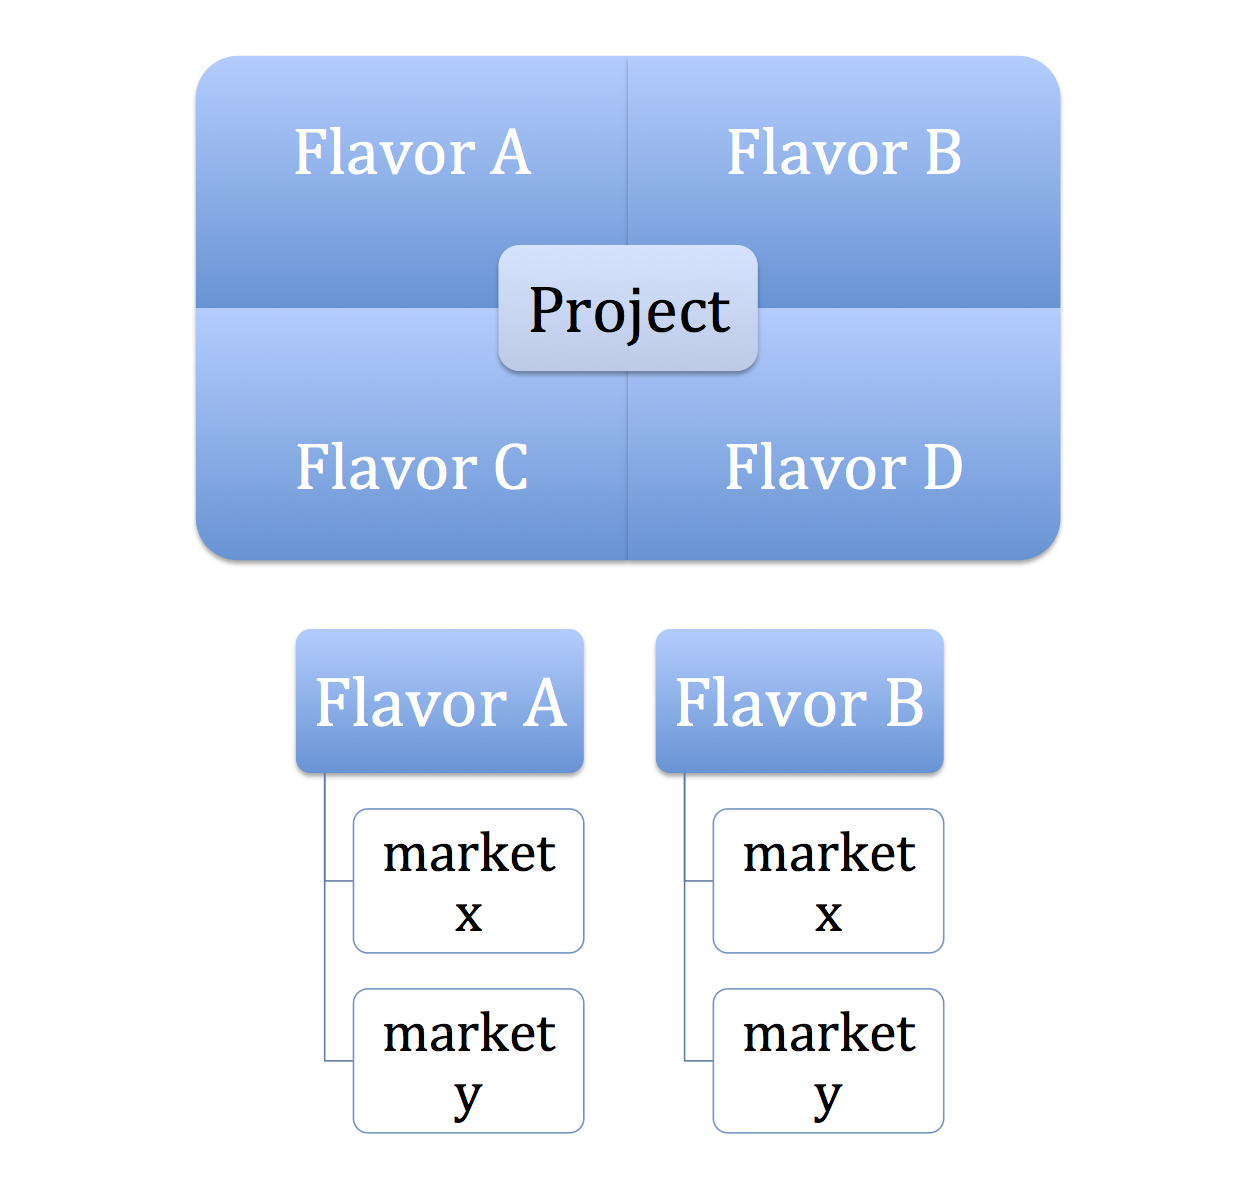 Flavor A
Flavor B
Project
Flavor C
Flavor D
Flavor A
market
x
market
y
Flavor B
market
x
market
y